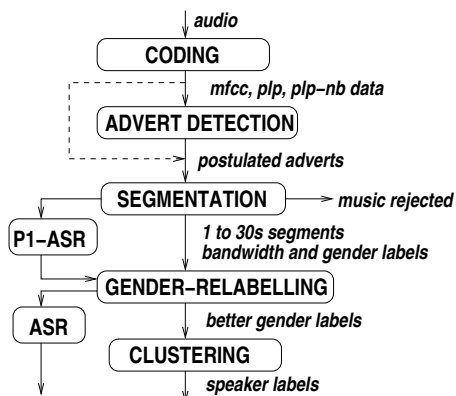 audio
CODING
mfcc, plp, plp−nb data
ADVERT DETECTION
postulated adverts
SEGMENTATION
music rejected
P1−ASR
1 to 30s segments
bandwidth and gender labels
GENDER−RELABELLING
ASR
better gender labels
CLUSTERING
speaker labels